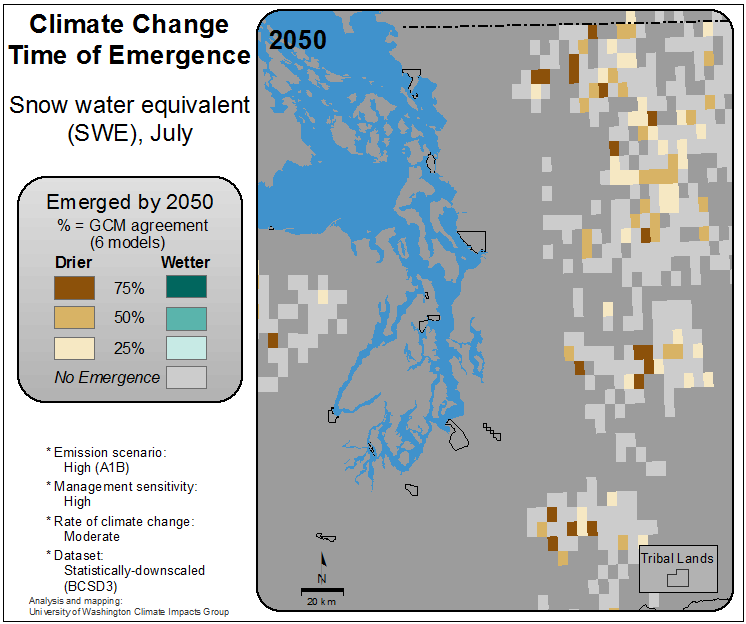 Climate Change
Time of Emergence
Snow water equivalent
(SWE), July
Emerged by 2050
% = GCM agreement
(6 models)
Drier Wetter
75%
50%
25%
No Emergence
* Emission scenario:
High (A1B)
* Management sensitivity:
High
* Rate of climate change:
Moderate
* Dataset:
Statistically-downscaled
(BCSD3)
Analysis and mapping:
University of Washington Climate Impacts Group
2050
N
20 km
Tribal Lands